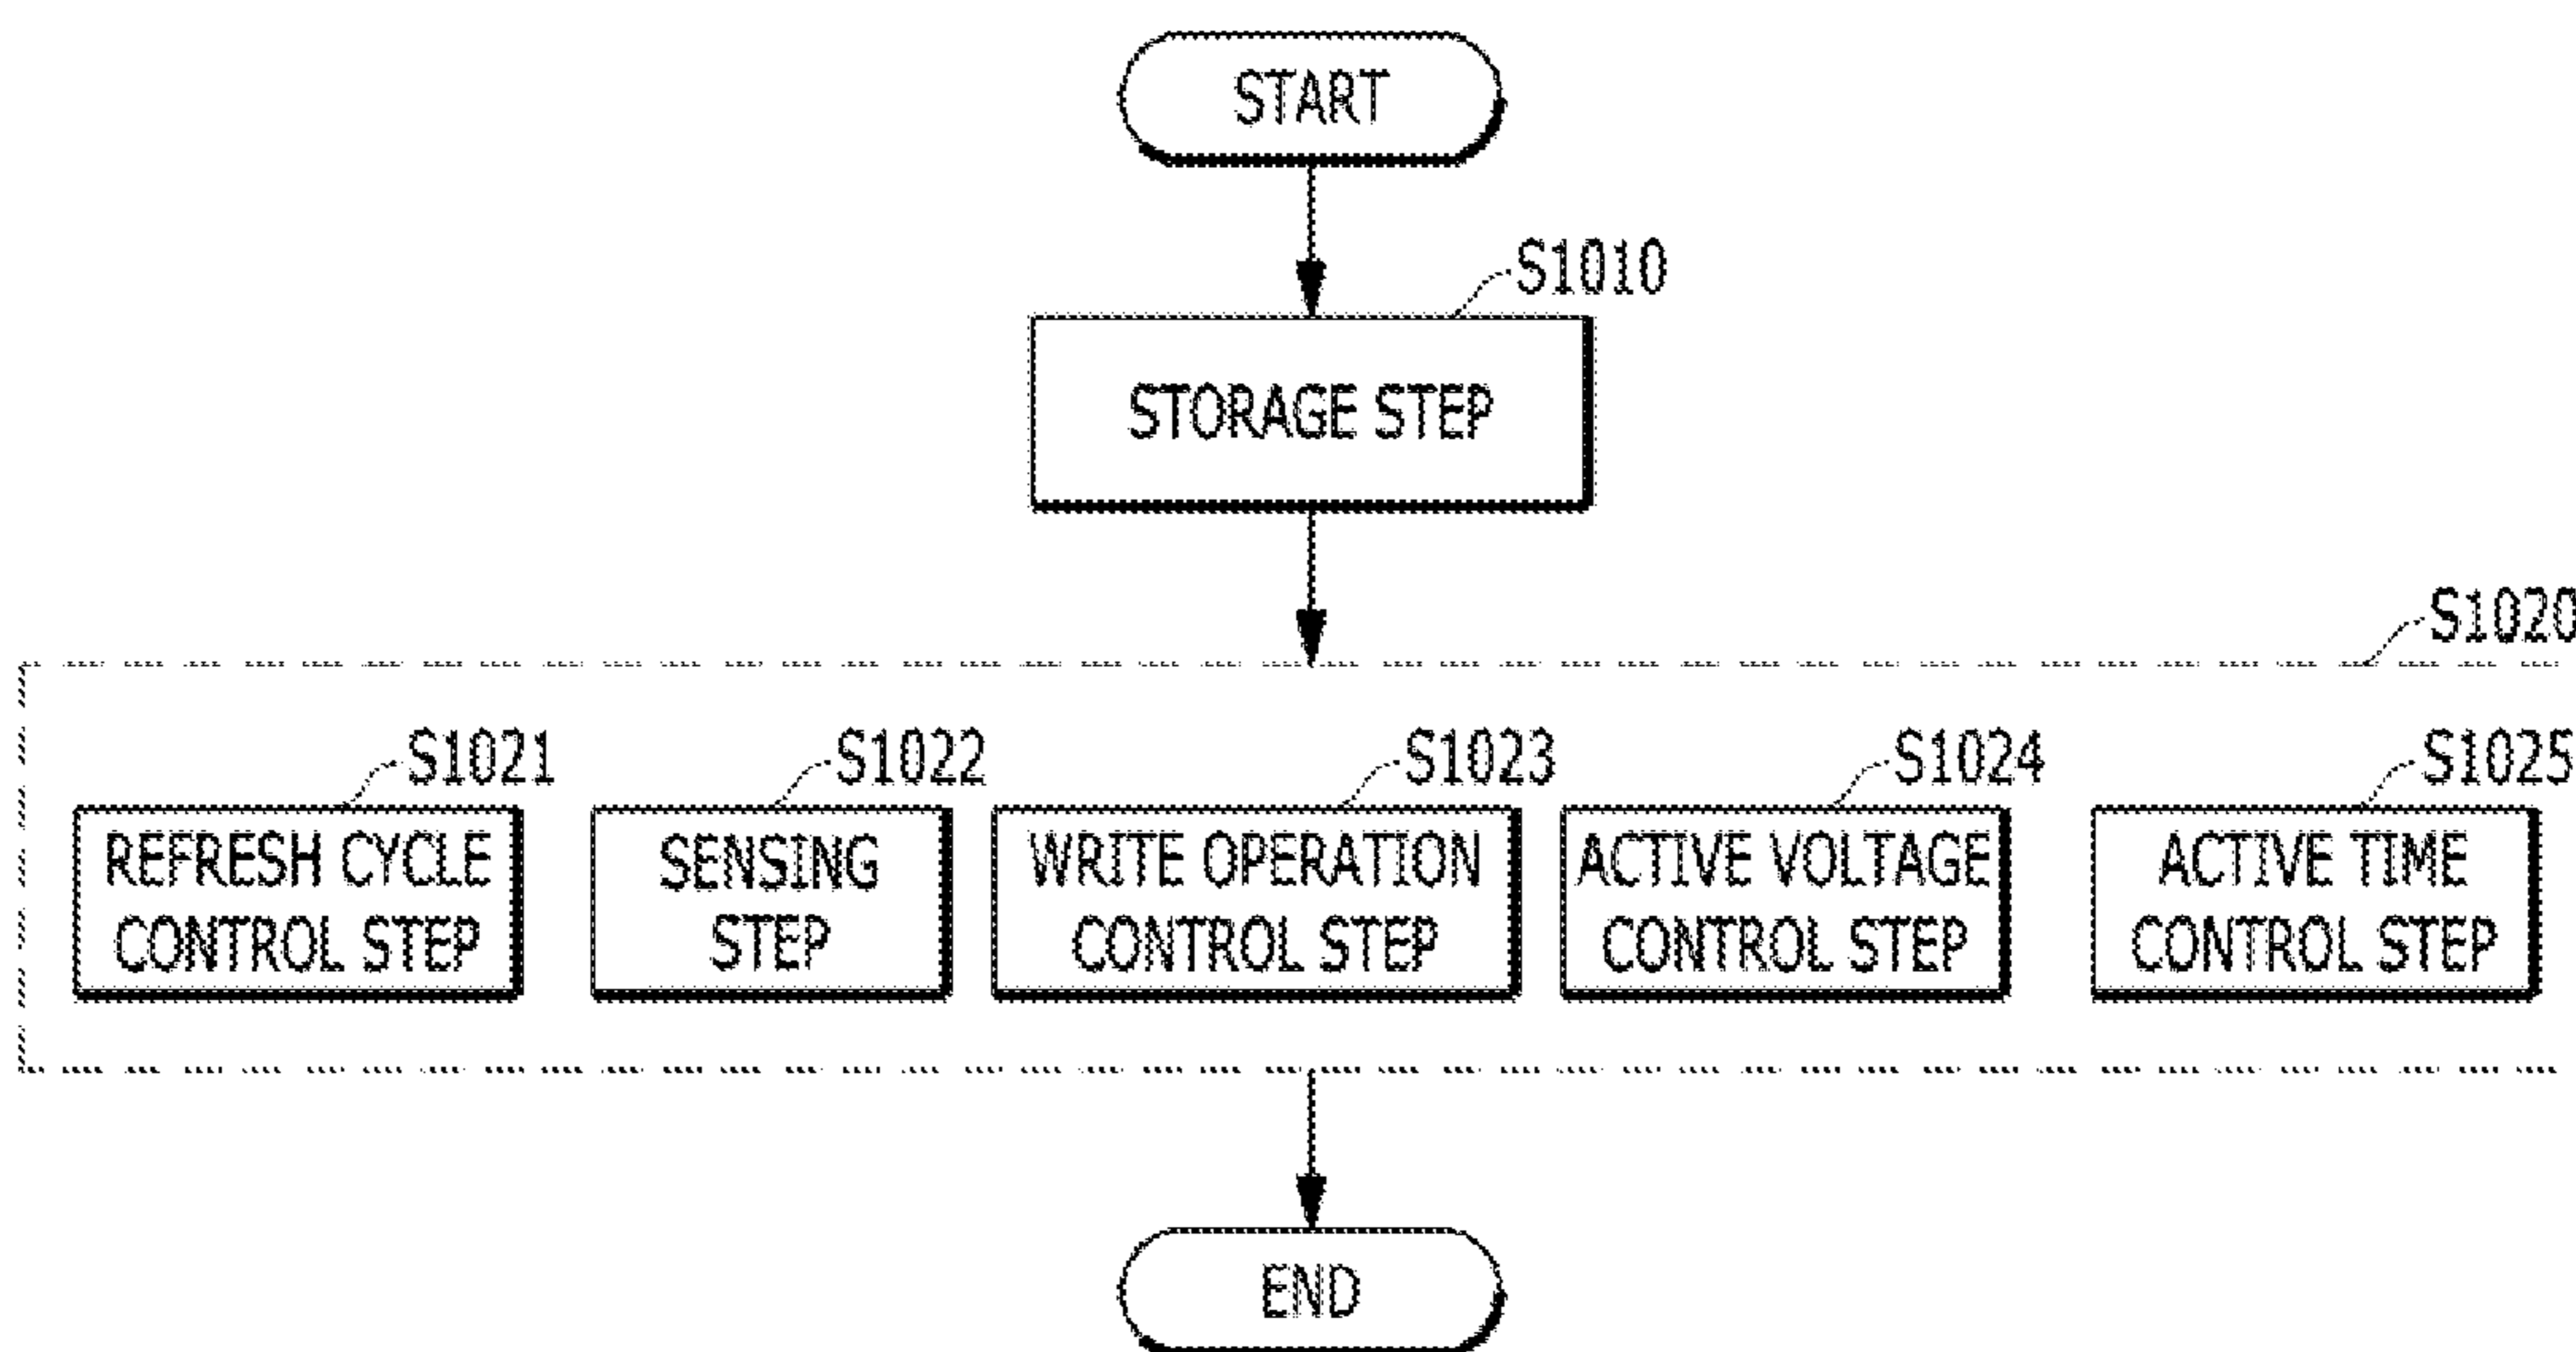 START
S1010
STORAGE STEP
S1020
S1021
S1022
S1023
S1024
S1025
REFRESH CYCLE
CONTROL STEP
SENSING
STEP
WRITE OPERATION
CONTROL STEP
ACTIVE VOLTAGE
CONTROL STEP
ACTIVE TIME
CONTROL STEP
END